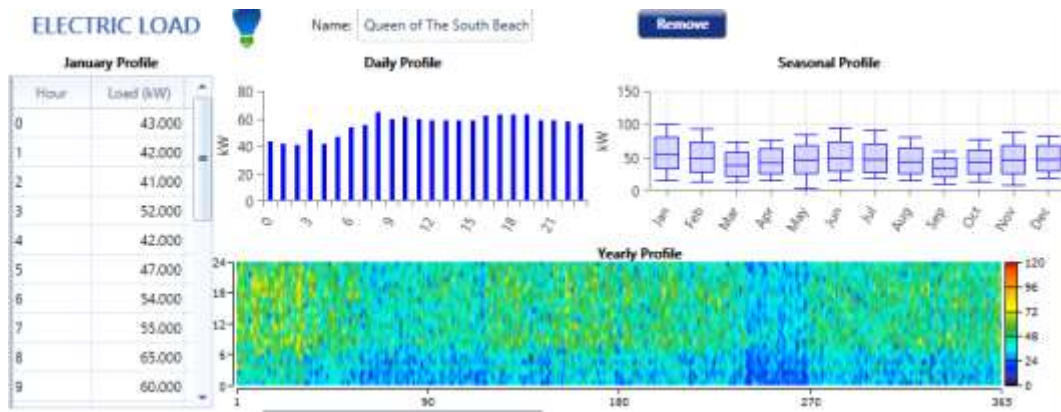 ELECTRIC LOAD
Name: Queen of The South Beach
Remove
January Profile
Hour Load (kW)
0 43.000
1 42.000
2 41.000
3 52.000
4 42.000
5 47.000
6 54.000
7 55.000
8 65.000
9 60.000
Daily Profile
kW
80
60
40
20
0
0 3 6 9 12 15 18 21
Seasonal Profile
kW
150
100
50
0
Jan Feb Mar Apr May Jun Jul Aug Sep Oct Nov Dec
Yearly Profile
24
18
12
6
0
1 90 180 270 365
120
96
72
48
24
0